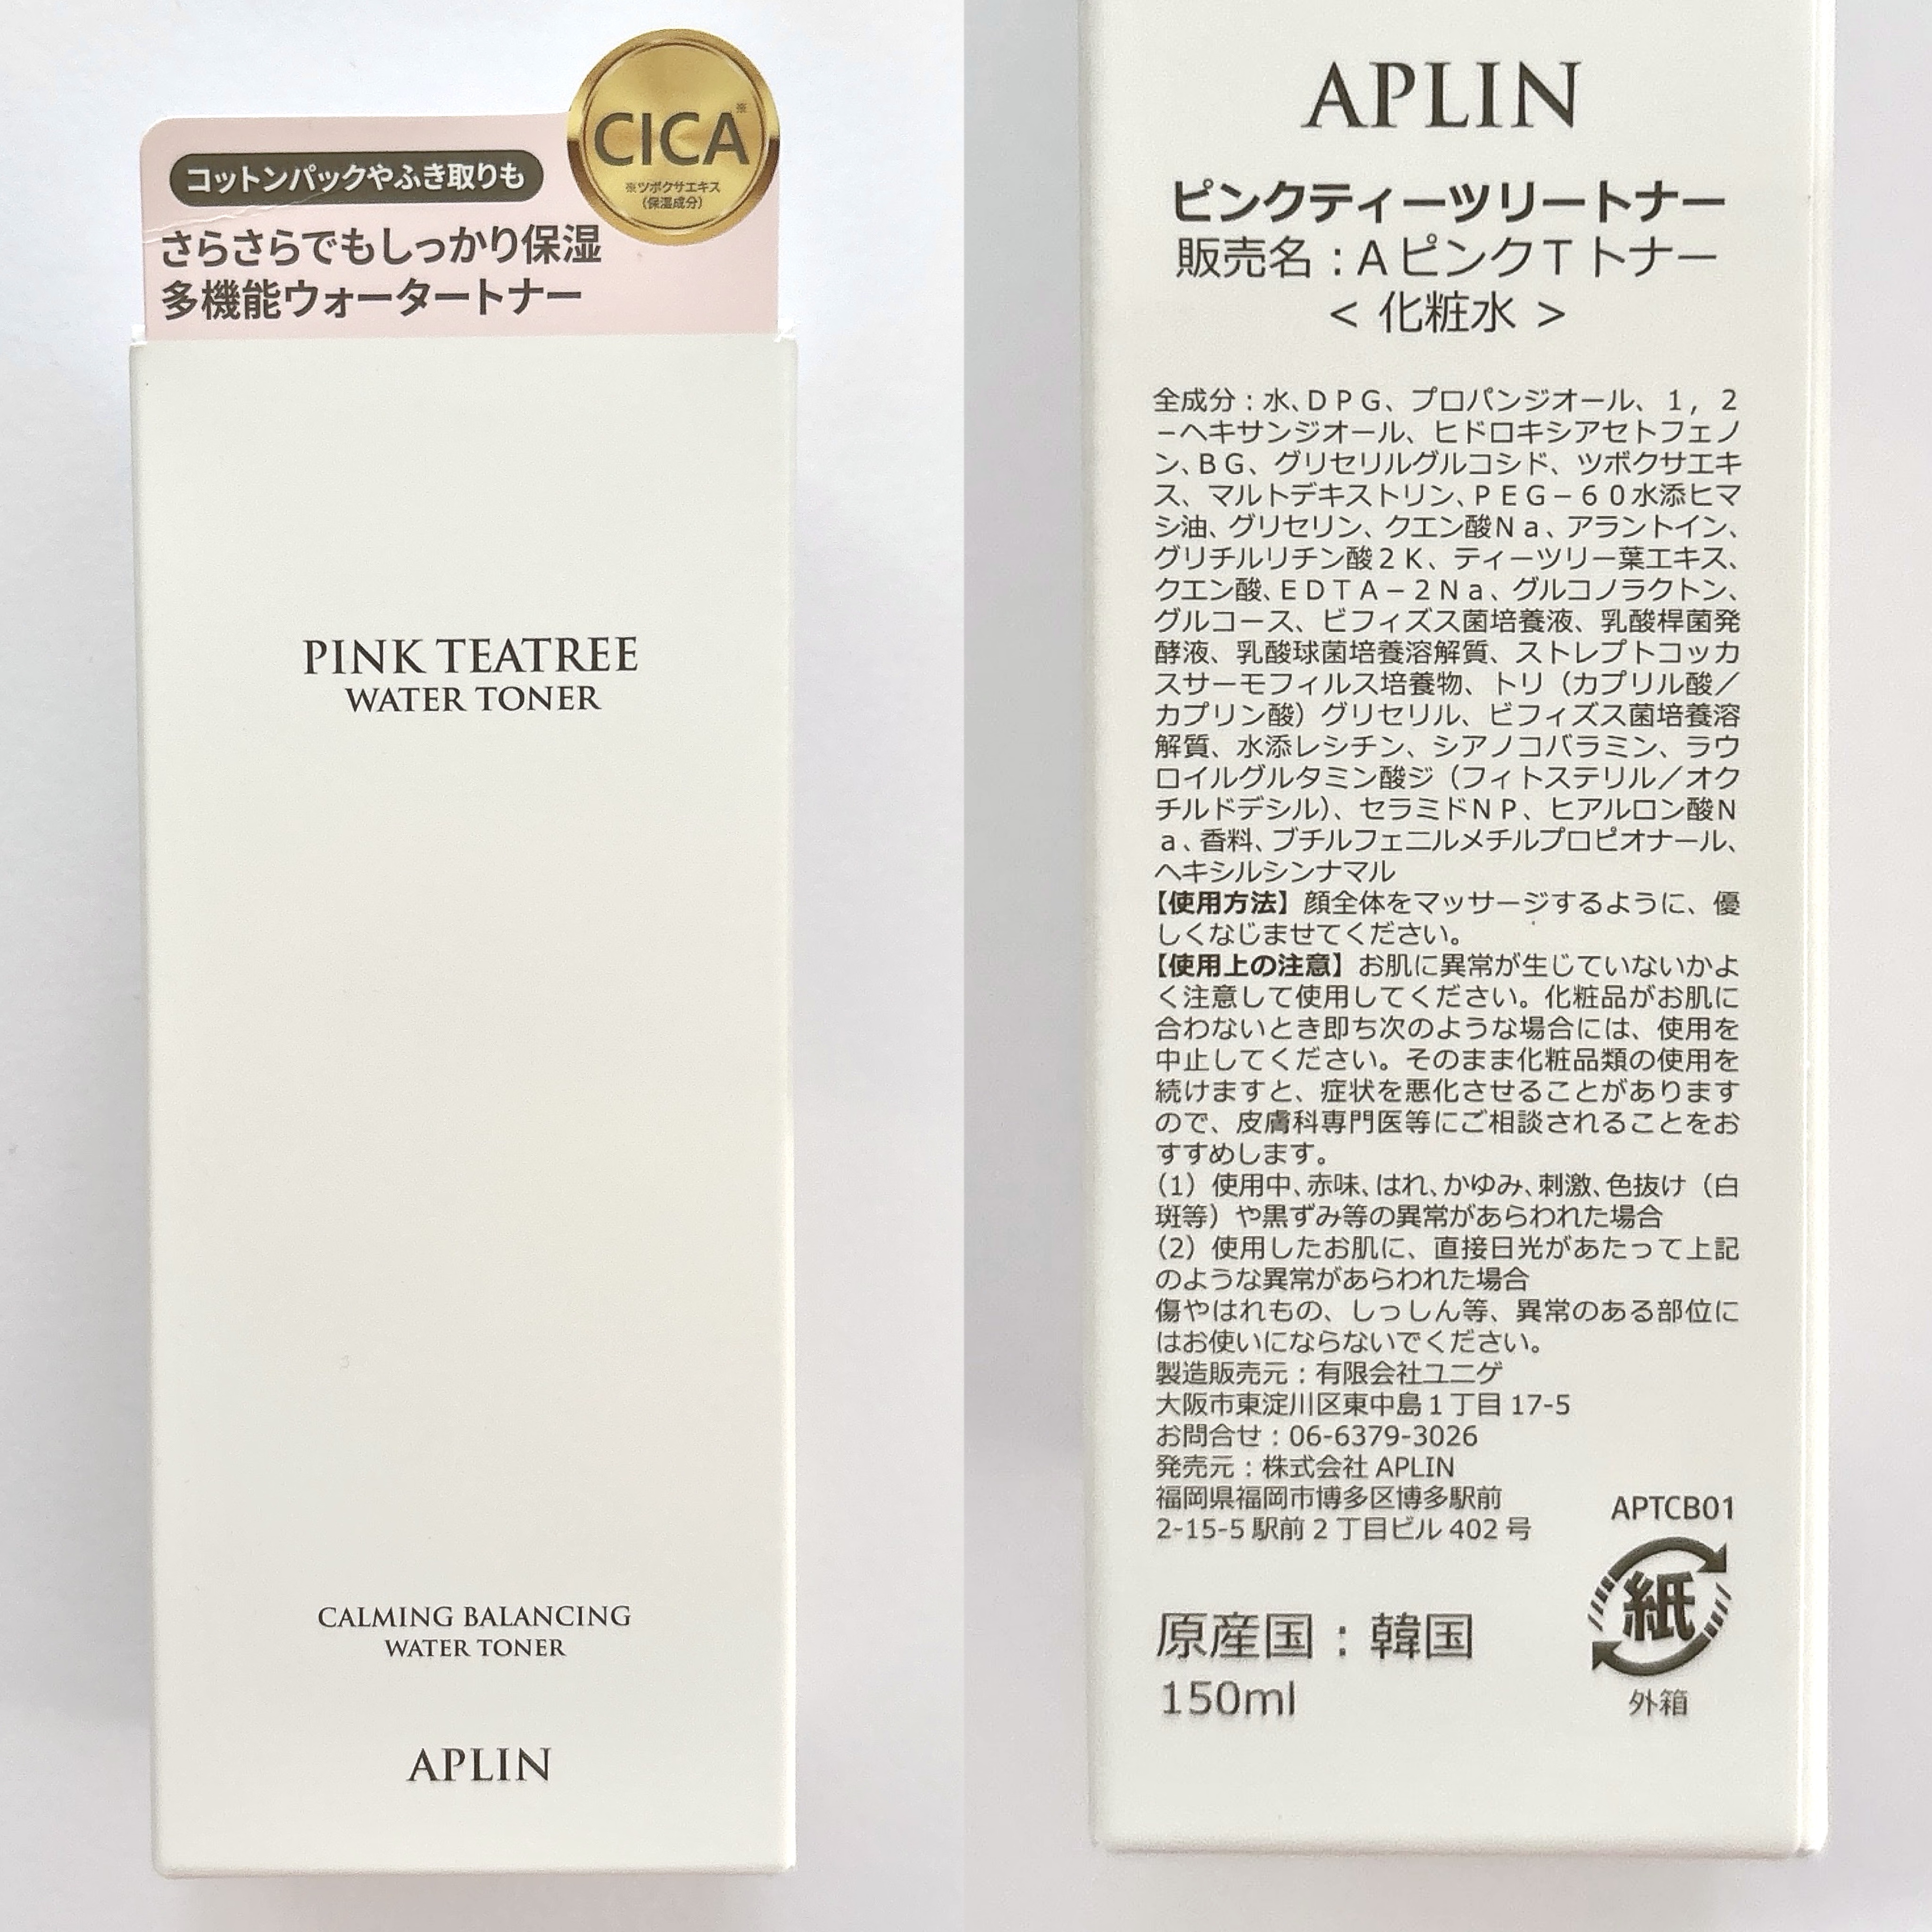 CICA※
※ツボクサエキス
（保湿成分）
コットンパックやふき取りも
さらさらでもしっかり保湿
多機能ウォータートナー
PINK TEATREE
WATER TONER
CALMING BALANCING
WATER TONER
APLIN
APLIN
ピンクティーツリートナー
販売名：AピンクTトナー
＜ 化粧水 ＞
全成分：水、DPG、プロパンジオール、1，2
－ヘキサンジオール、ヒドロキシアセトフェノ
ン、BG、グリセリルグルコシド、ツボクサエキ
ス、マルトデキストリン、PEG－60水添ヒマ
シ油、グリセリン、クエン酸Na、アラントイン、
グリチルリチン酸2K、ティーツリー葉エキス、
クエン酸、EDTA－2Na、グルコノラクトン、
グルコース、ビフィズス菌培養液、乳酸桿菌発
酵液、乳酸球菌培養溶解質、ストレプトコッカ
スサーモフィルス培養物、トリ（カプリル酸／
カプリン酸）グリセリル、ビフィズス菌培養溶
解質、水添レシチン、シアノコバラミン、ラウ
ロイルグルタミン酸ジ（フィトステリル／オク
チルドデシル）、セラミドNP、ヒアルロン酸N
a、香料、ブチルフェニルメチルプロピオナール、
ヘキシルシンナマル
【使用方法】顔全体をマッサージするように、優
しくなじませてください。
【使用上の注意】お肌に異常が生じていないかよ
く注意して使用してください。化粧品がお肌に
合わないとき即ち次のような場合には、使用を
中止してください。そのまま化粧品類の使用を
続けますと、症状を悪化させることがあります
ので、皮膚科専門医等にご相談されることをお
すすめします。
（1）使用中、赤味、はれ、かゆみ、刺激、色抜け（白
斑等）や黒ずみ等の異常があらわれた場合
（2）使用したお肌に、直接日光があたって上記
のような異常があらわれた場合
傷やはれもの、しっしん等、異常のある部位に
はお使いにならないでください。
製造販売元：有限会社ユニゲ
大阪市東淀川区東中島1丁目17-5
お問合せ：06-6379-3026
発売元：株式会社 APLIN
福岡県福岡市博多区博多駅前
2-15-5 駅前2丁目ビル402号
APTCB01
紙
外箱
原産国：韓国
150ml